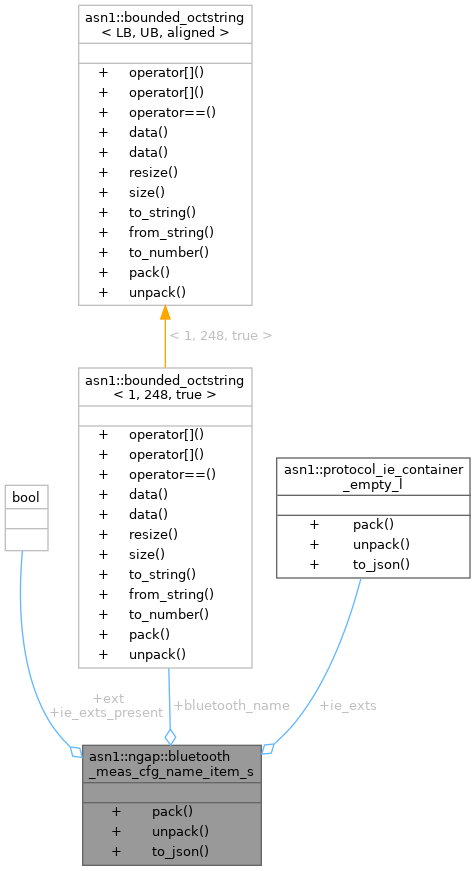 asn1::bounded_octstring
< LB, UB, aligned >
+ operator[]()
+ operator[]()
+ operator==()
+ data()
+ data()
+ resize()
+ size()
+ to_string()
+ from_string()
+ to_number()
+ pack()
+ unpack()
< 1, 248, true >
asn1::bounded_octstring
< 1, 248, true >
+ operator[]()
+ operator[]()
+ operator==()
+ data()
+ data()
+ resize()
+ size()
+ to_string()
+ from_string()
+ to_number()
+ pack()
+ unpack()
asn1::protocol_ie_container
_empty_l
+ pack()
+ unpack()
+ to_json()
bool
+ext
+ie_exts_present
+bluetooth_name
+ie_exts
asn1::ngap::bluetooth
_meas_cfg_name_item_s
+ pack()
+ unpack()
+ to_json()